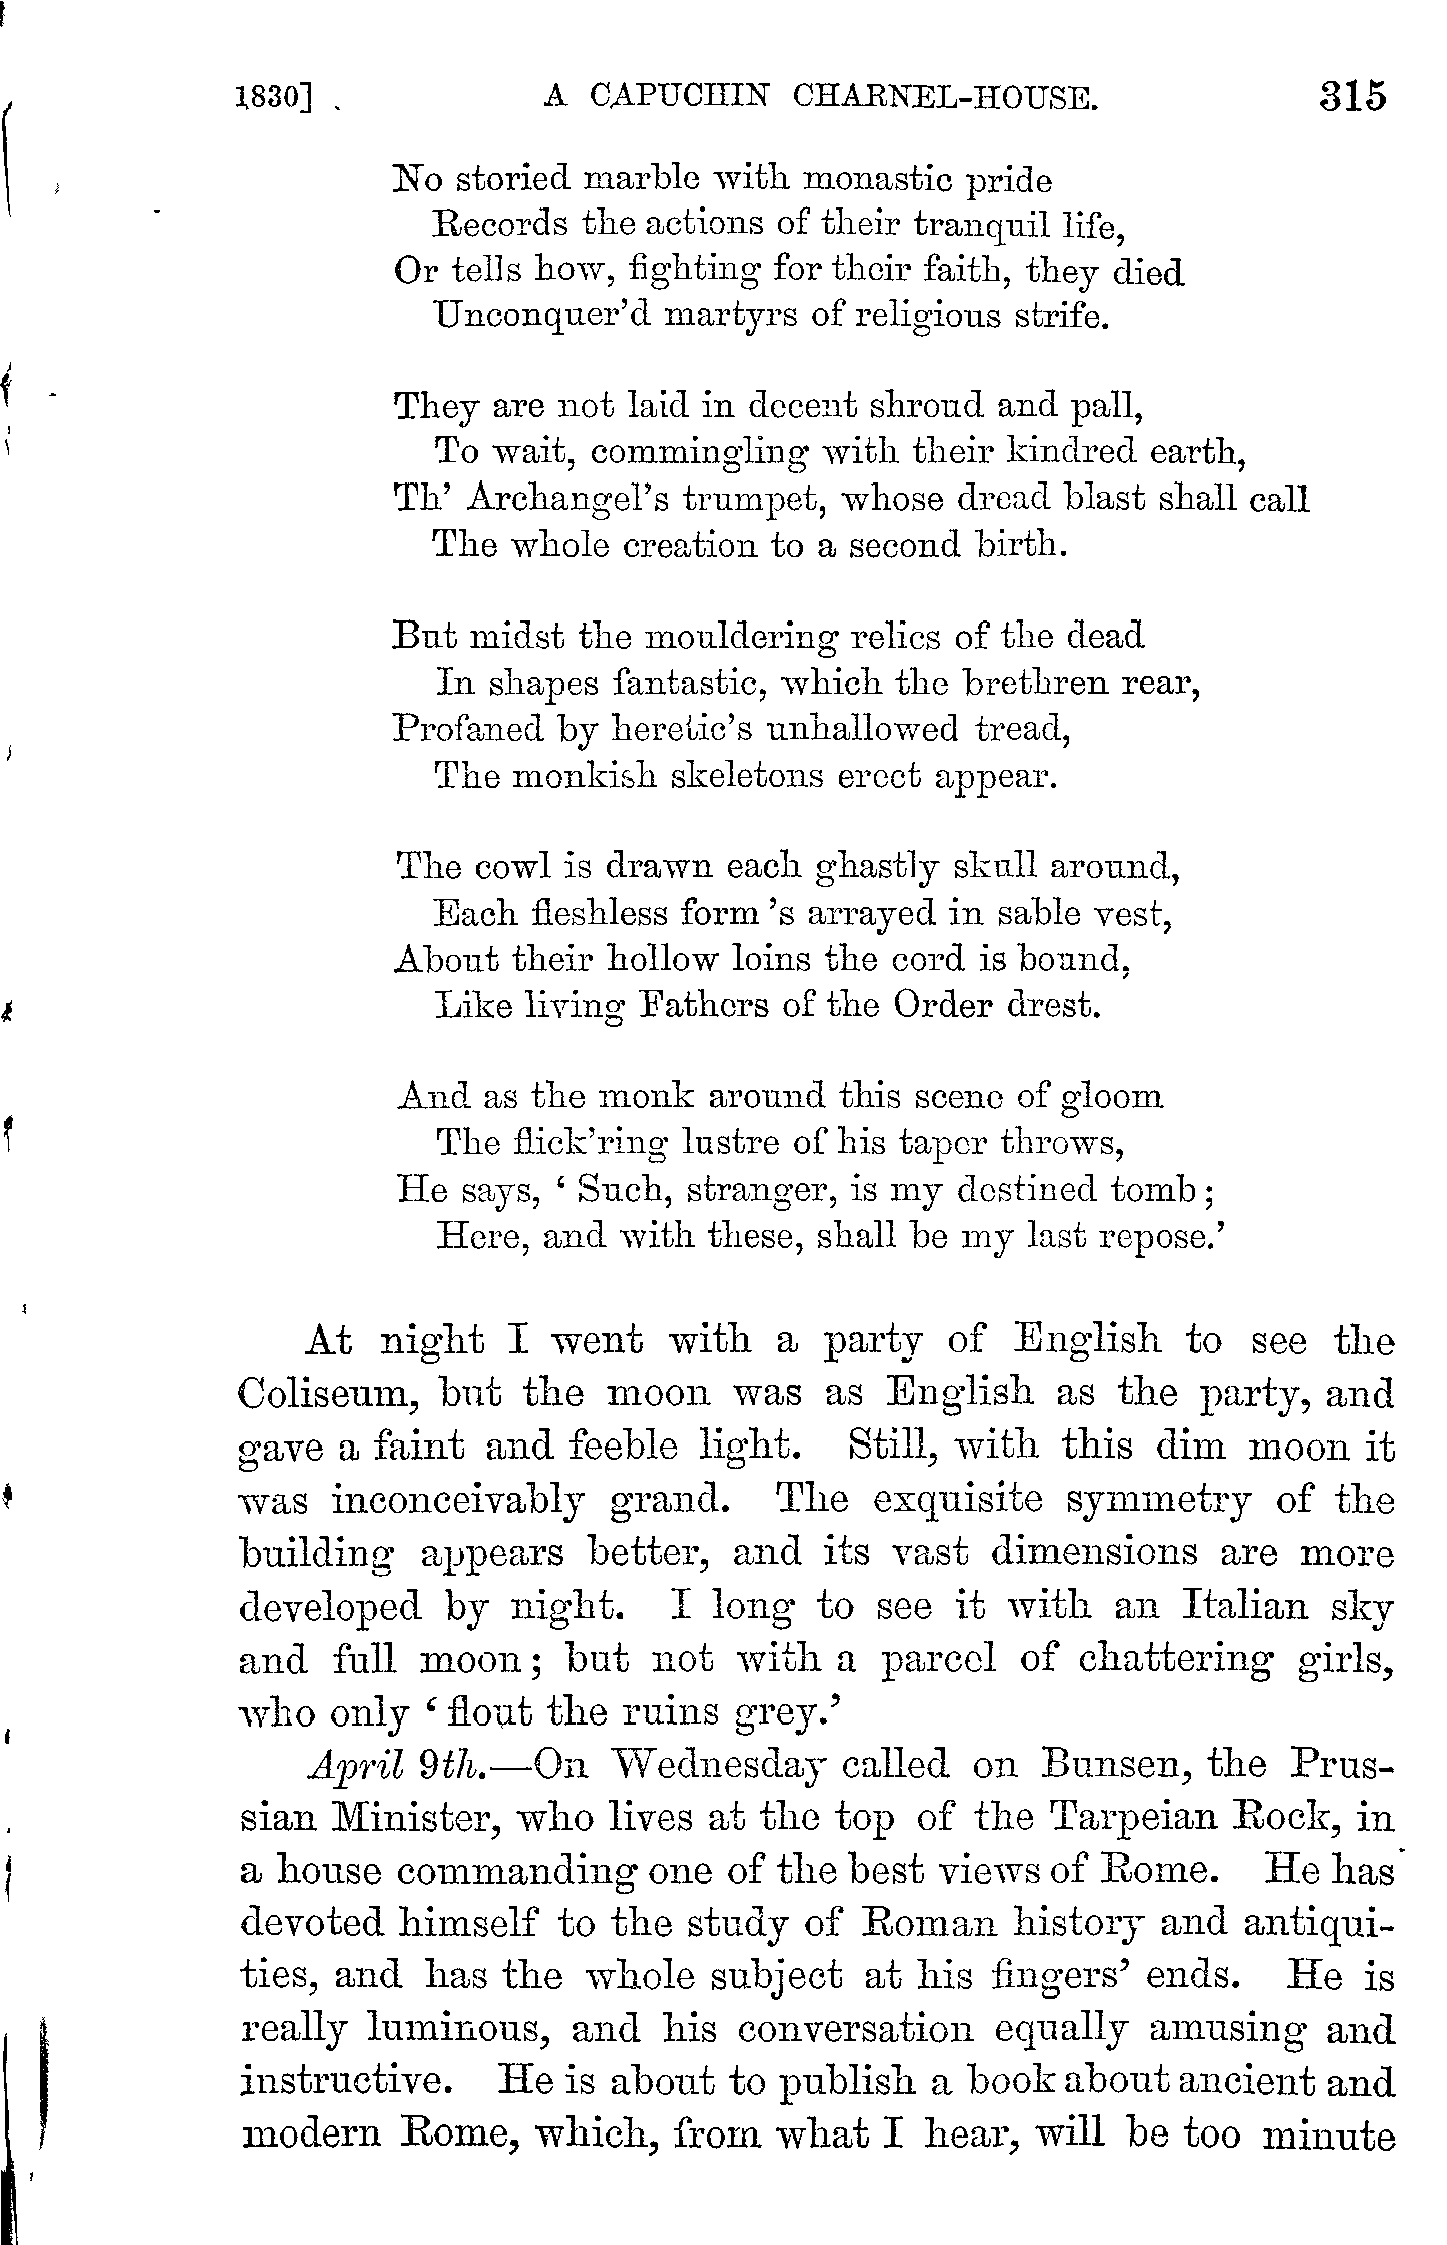 1830] A CAPUCHIN CHARNEL-HOUSE. 315
No storied marble with monastic pride
Records the actions of their tranquil life,
Or tells how, fighting for their faith, they died
Unconquer'd martyrs of religious strife.
They are not laid in decent shroud and pall,
To wait, commingling with their kindred earth,
Th' Archangel's trumpet, whose dread blast shall call
The whole creation to a second birth.
But midst the mouldering relics of the dead
In shapes fantastic, which the brethren rear,
Profaned by heretic's unhallowed tread,
The monkish skeletons erect appear.
The cowl is drawn each ghastly skull around,
Each fleshless form 's arrayed in sable vest,
About their hollow loins the cord is bound,
Like living Fathers of the Order drest.
And as the monk around this scene of gloom
The flick'ring lustre of his taper throws,
He says, ‘ Such, stranger, is my destined tomb;
Here, and with these, shall be my last repose.’
At night I went with a party of English to see the
Coliseum, but the moon was as English as the party, and
gave a faint and feeble light. Still, with this dim moon it
was inconceivably grand. The exquisite symmetry of the
building appears better, and its vast dimensions are more
developed by night. I long to see it with an Italian sky
and full moon; but not with a parcel of chattering girls,
who only ‘ flout the ruins grey.’
April 9th.—On Wednesday called on Bunsen, the Prus-
sian Minister, who lives at the top of the Tarpeian Rock, in
a house commanding one of the best views of Rome. He has
devoted himself to the study of Roman history and antiqui-
ties, and has the whole subject at his fingers' ends. He is
really luminous, and his conversation equally amusing and
instructive. He is about to publish a book about ancient and
modern Rome, which, from what I hear, will be too minute